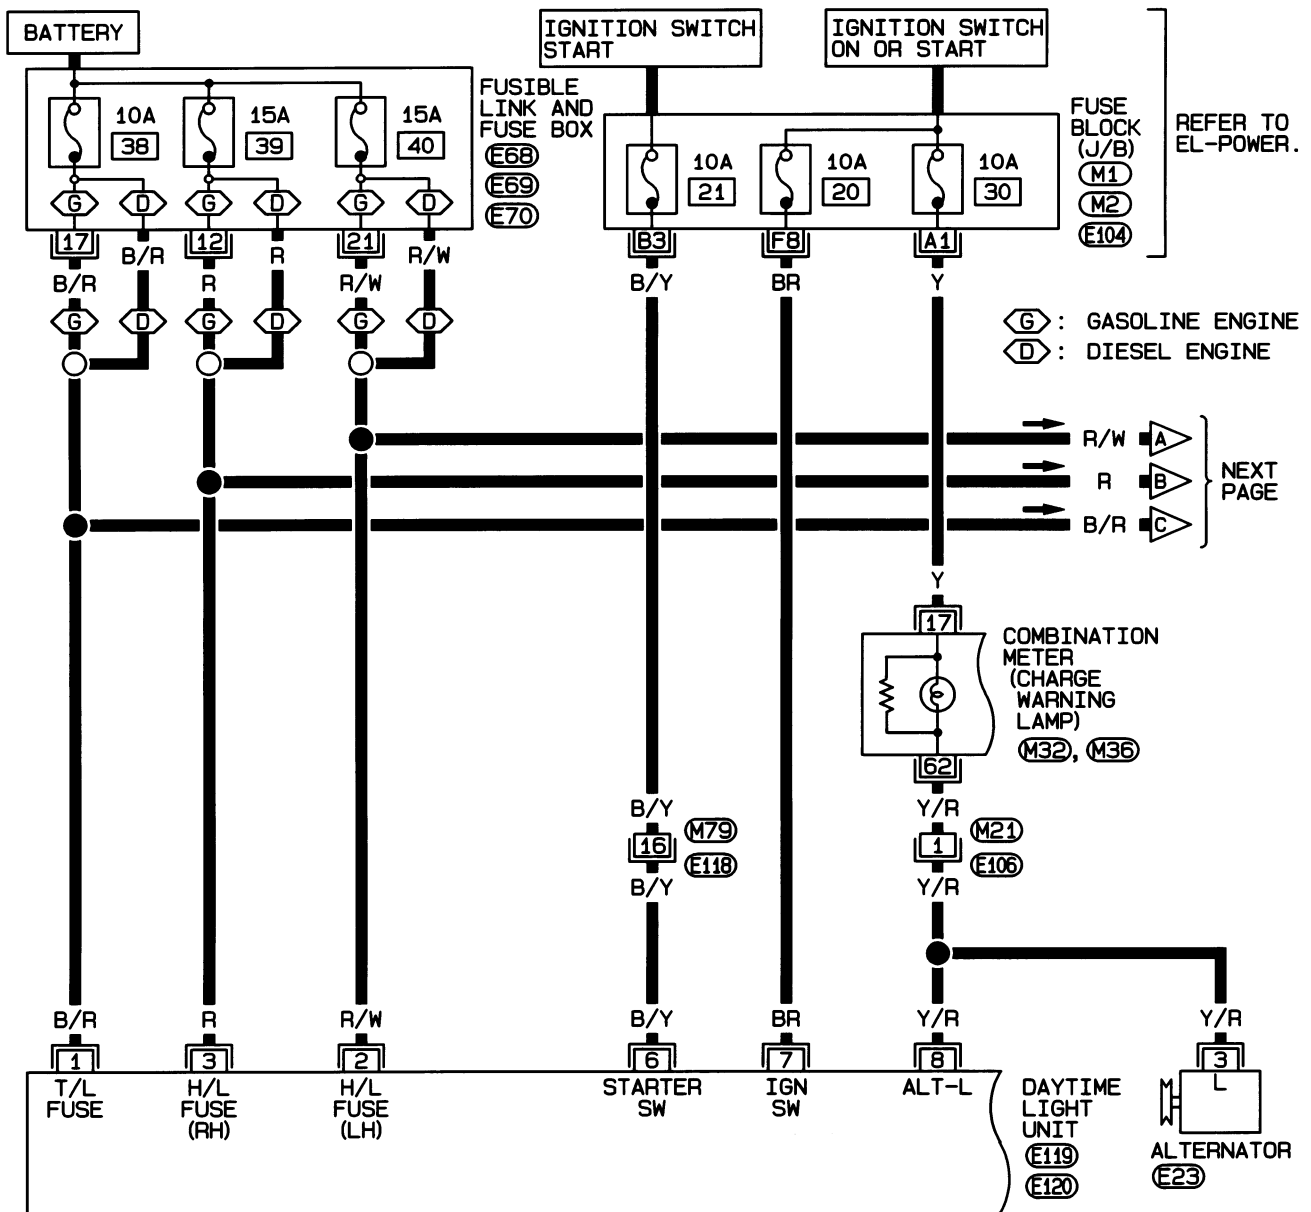 BATTERY
IGNITION SWITCH
START
IGNITION SWITCH
ON OR START
10A
38
15A
39
15A
40
FUSIBLE
LINK AND
FUSE BOX
E68
E69
E70
10A
21
10A
20
10A
30
FUSE
BLOCK
(J/B)
M1
M2
E104
REFER TO
EL-POWER.
G D G D G D
17 B/R 12 R 21 R/W
B3 F8 A1
B/R R R/W B/Y BR Y
G D G D G D
G : GASOLINE ENGINE
D : DIESEL ENGINE
R/W A
R B
B/R C
NEXT
PAGE
Y
17
COMBINATION
METER
(CHARGE
WARNING
LAMP)
M32, M36
62
B/Y Y/R
16 M79
E118
1 M21
E106
B/Y Y/R
B/R R R/W B/Y BR Y/R Y/R
1 3 2 6 7 8 3
T/L
FUSE
H/L
FUSE
(RH)
H/L
FUSE
(LH)
STARTER
SW
IGN
SW
ALT-L
DAYTIME
LIGHT
UNIT
E119
E120
L
ALTERNATOR
E23